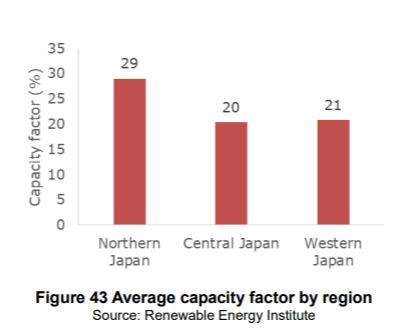 35
30
25
20
15
10
5
0
Capacity factor (%)
29
20
21
Northern
Japan
Central Japan
Western
Japan
Figure 43 Average capacity factor by region
Source: Renewable Energy Institute